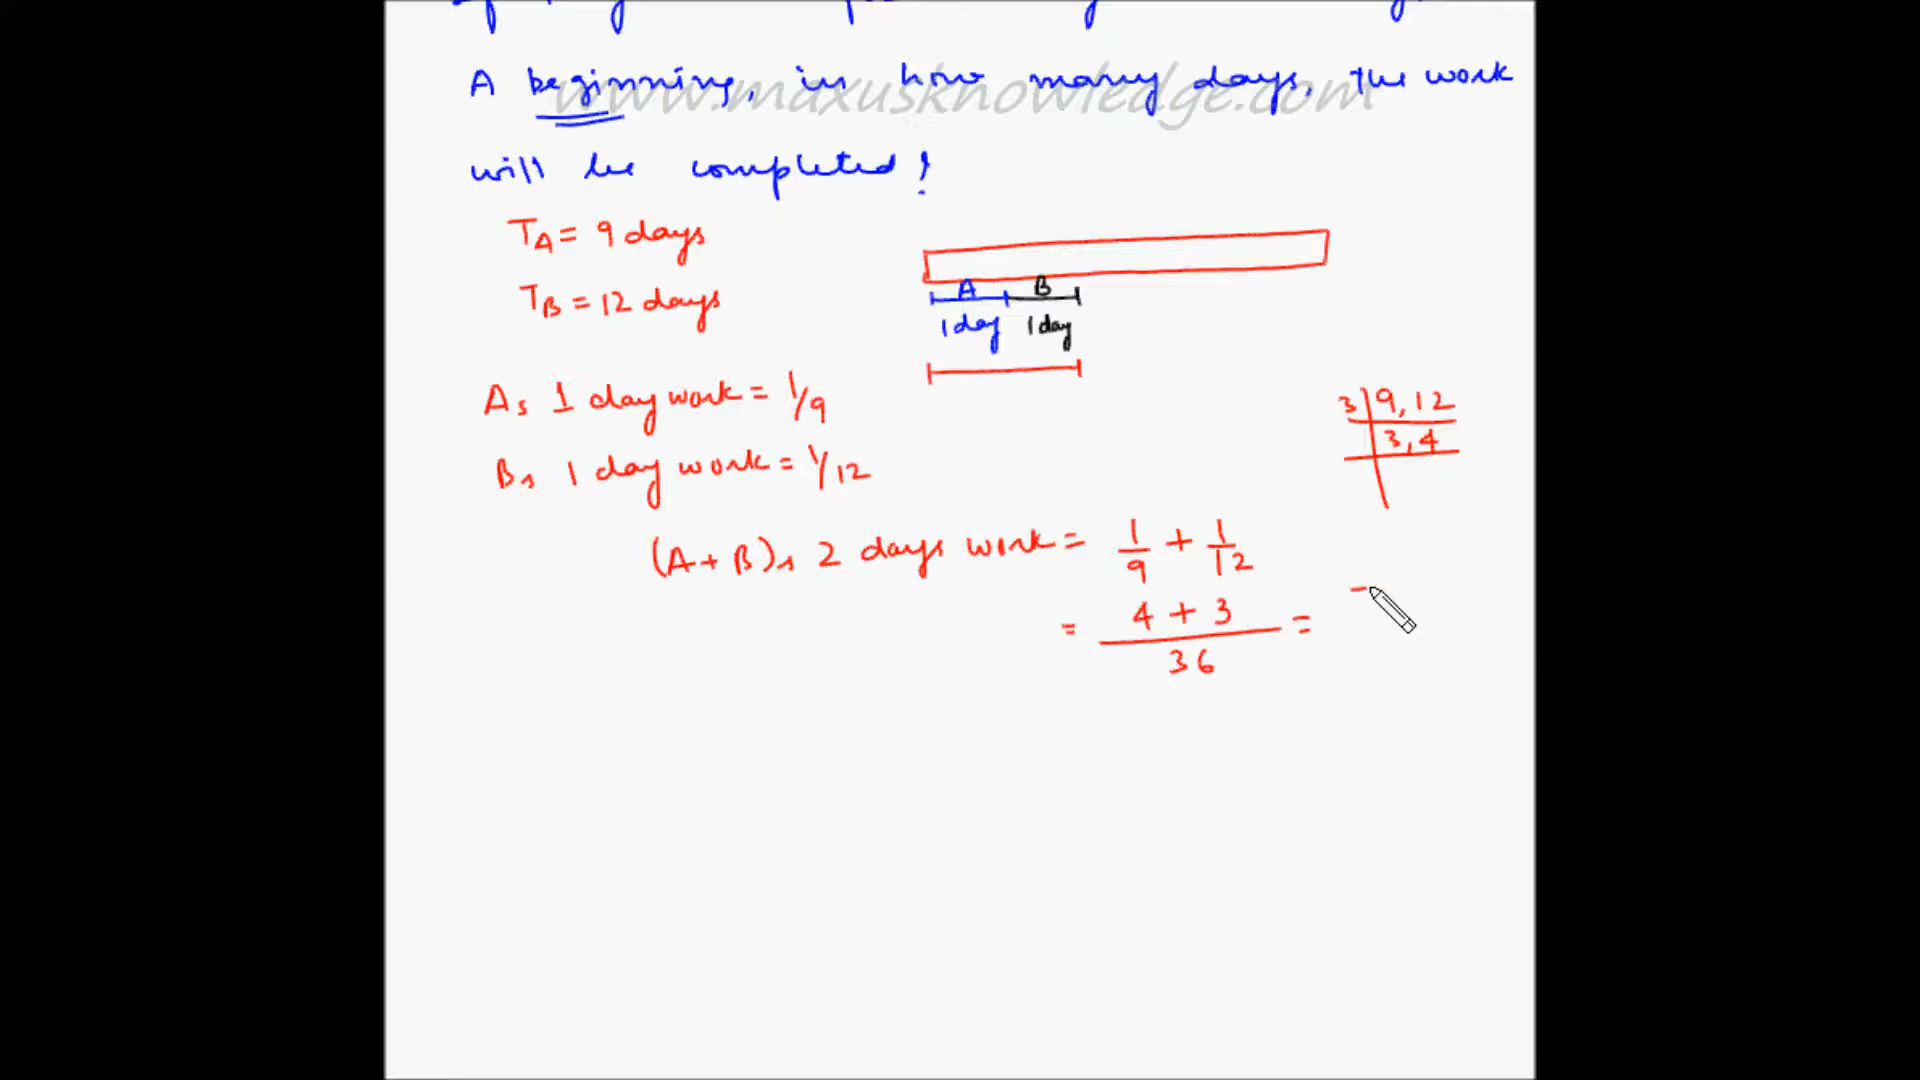 A beginning, in how many days, the work
www.maxusknowledge.com
will be completed?
TA = 9 days
TB = 12 days
A B
1 day 1 day
As 1 day work = 1/9
Bs 1 day work = 1/12
3 | 9, 12
3, 4
(A + B)s 2 days work = 1/9 + 1/12
= 4 + 3 / 36 =